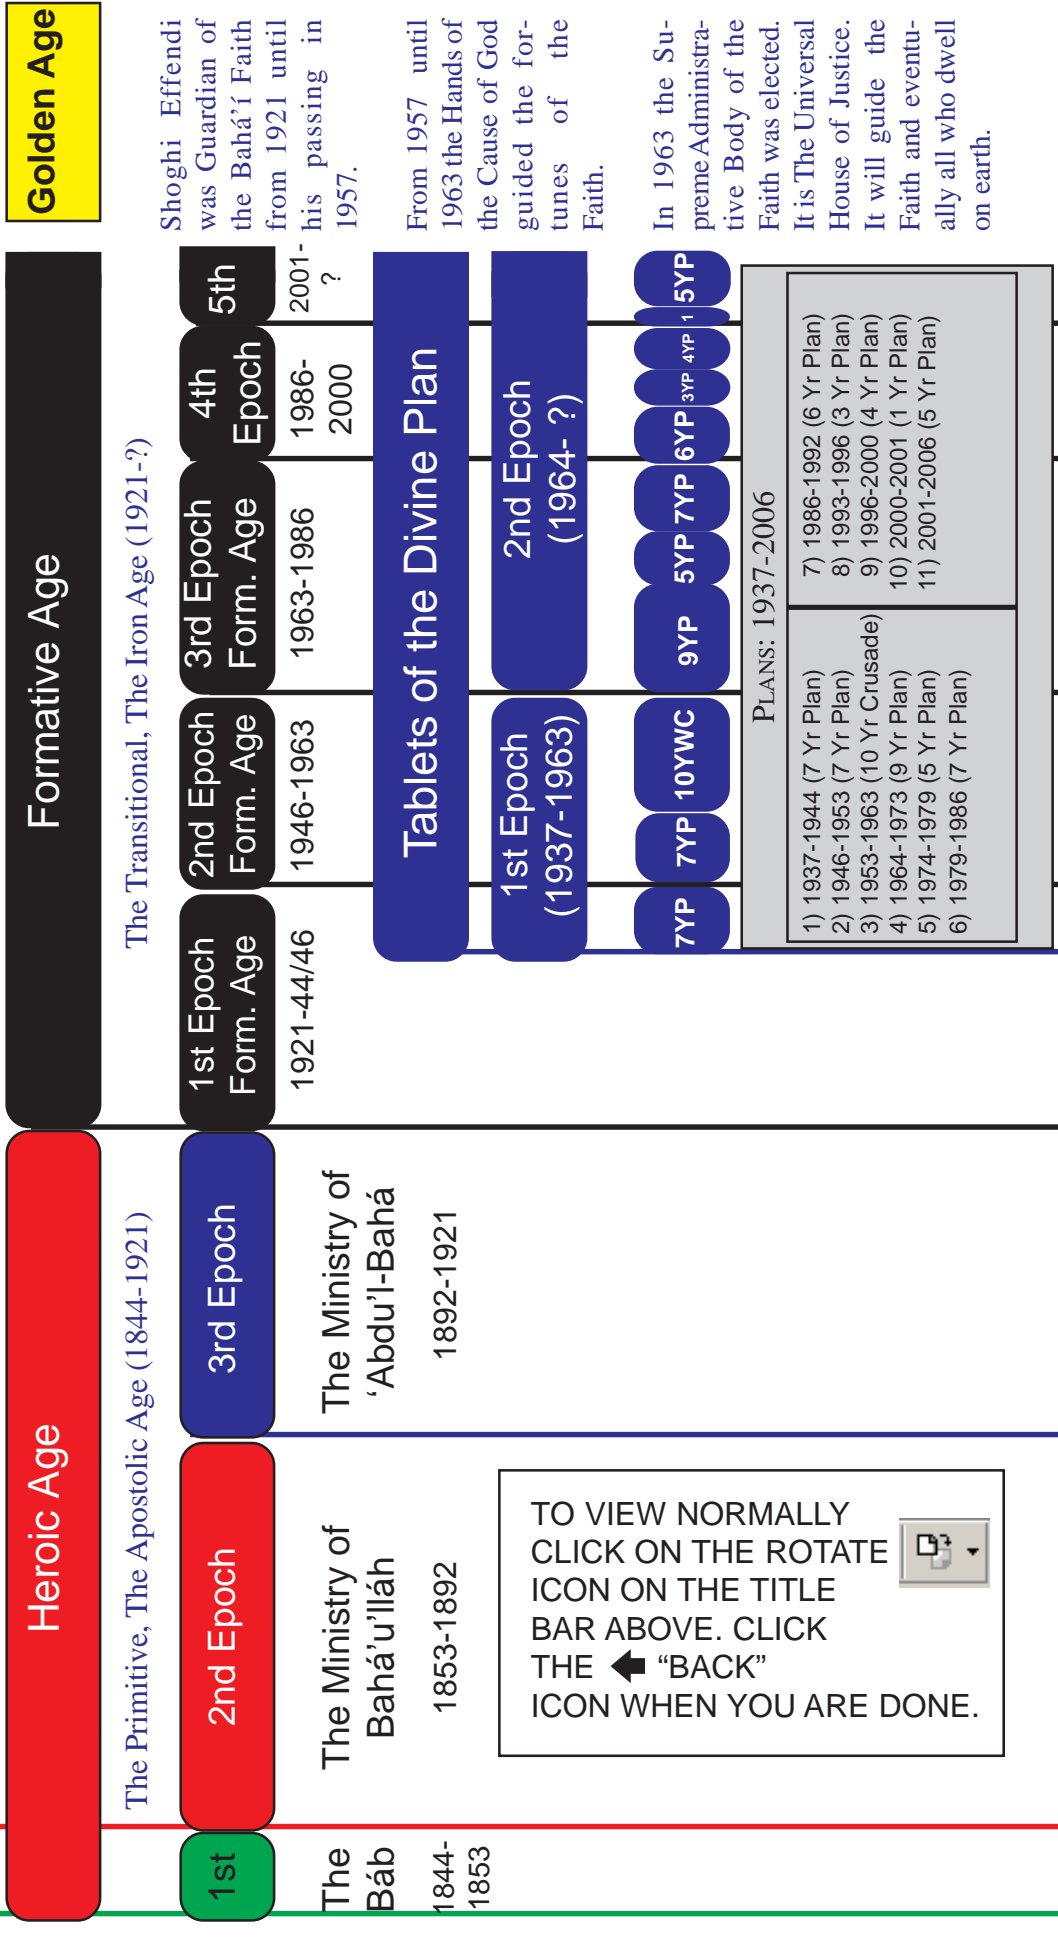 Heroic Age
Formative Age
Golden Age
The Primitive, The Apostolic Age (1844-1921)
The Transitional, The Iron Age (1921-?)
1st
2nd Epoch
3rd Epoch
1st Epoch
Form. Age
2nd Epoch
Form. Age
3rd Epoch
Form. Age
4th
Epoch
5th
The
Báb
1844-
1853
The Ministry of
Bahá’u’lláh
1853-1892
The Ministry of
‘Abdu’l-Bahá
1892-1921
1921-44/46
1946-1963
1963-1986
1986-
2000
2001-
?
Tablets of the Divine Plan
1st Epoch
(1937-1963)
2nd Epoch
(1964- ?)
7YP
7YP
10YWC
9YP
5YP
7YP
6YP
3YP
4YP
1
5YP
PLANS: 1937-2006
1) 1937-1944 (7 Yr Plan)
2) 1946-1953 (7 Yr Plan)
3) 1953-1963 (10 Yr Crusade)
4) 1964-1973 (9 Yr Plan)
5) 1974-1979 (5 Yr Plan)
6) 1979-1986 (7 Yr Plan)
7) 1986-1992 (6 Yr Plan)
8) 1993-1996 (3 Yr Plan)
9) 1996-2000 (4 Yr Plan)
10) 2000-2001 (1 Yr Plan)
11) 2001-2006 (5 Yr Plan)
Shoghi Effendi
was Guardian of
the Bahá’í Faith
from 1921 until
his passing in
1957.
From 1957 until
1963 the Hands of
the Cause of God
guided the for-
tunes of the
Faith.
In 1963 the Su-
preme Administra-
tive Body of the
Faith was elected.
It is The Universal
House of Justice.
It will guide the
Faith and eventu-
ally all who dwell
on earth.
TO VIEW NORMALLY
CLICK ON THE ROTATE
ICON ON THE TITLE
BAR ABOVE. CLICK
THE “BACK”
ICON WHEN YOU ARE DONE.